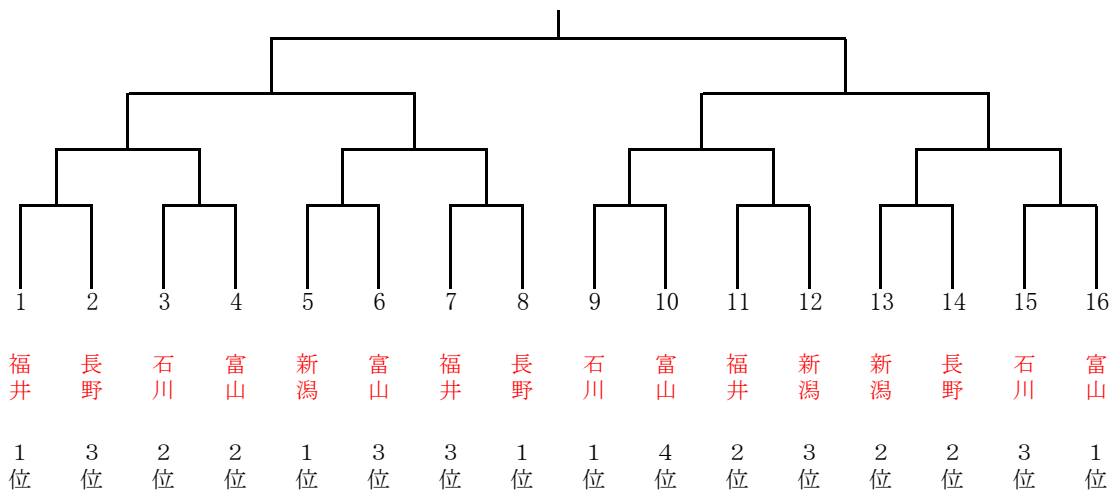 1 2 3 4 5 6 7 8 9 10 11 12 13 14 15 16
福井 長野 石川 富山 新潟 富山 福井 長野 石川 富山 福井 新潟 新潟 長野 石川 富山
１位 ３位 ２位 ２位 １位 ３位 ３位 １位 １位 ４位 ２位 ３位 ２位 ２位 ３位 １位